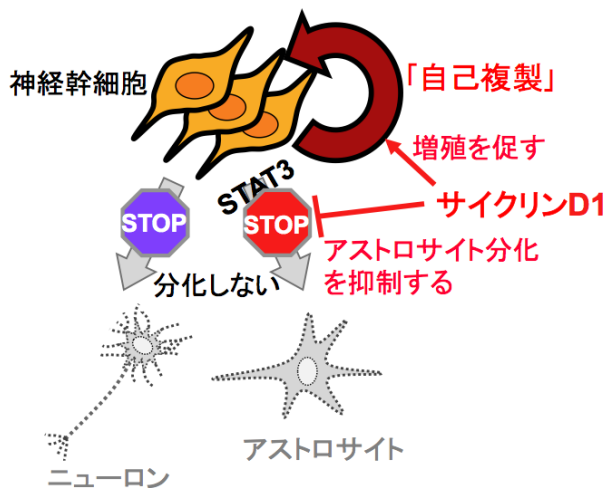 神経幹細胞
「自己複製」
増殖を促す
STAT3
サイクリンD1
STOP
STOP
アストロサイト分化
を抑制する
分化しない
アストロサイト
ニューロン